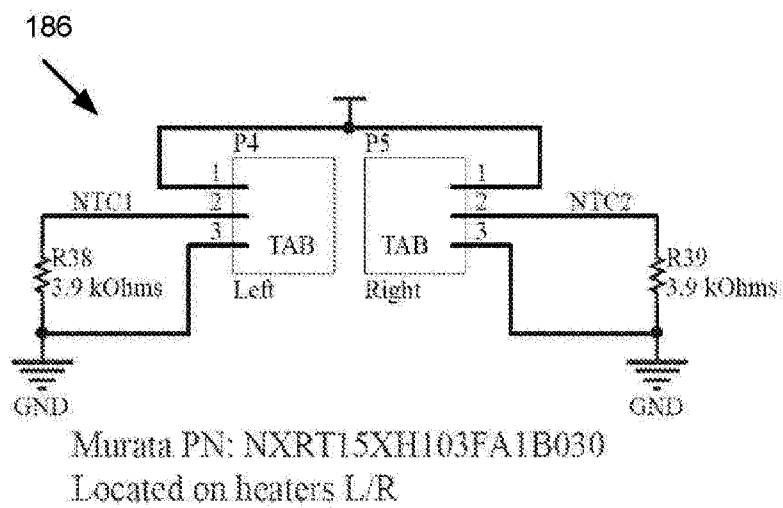 186
P4 P5
1 1
NTC1 2 2 NTC2
3 3
TAB TAB
R38 R39
3.9 kOhms 3.9 kOhms
Left Right
GND GND
Murata PN: NXRT15XH103FA1B030
Located on heaters L/R